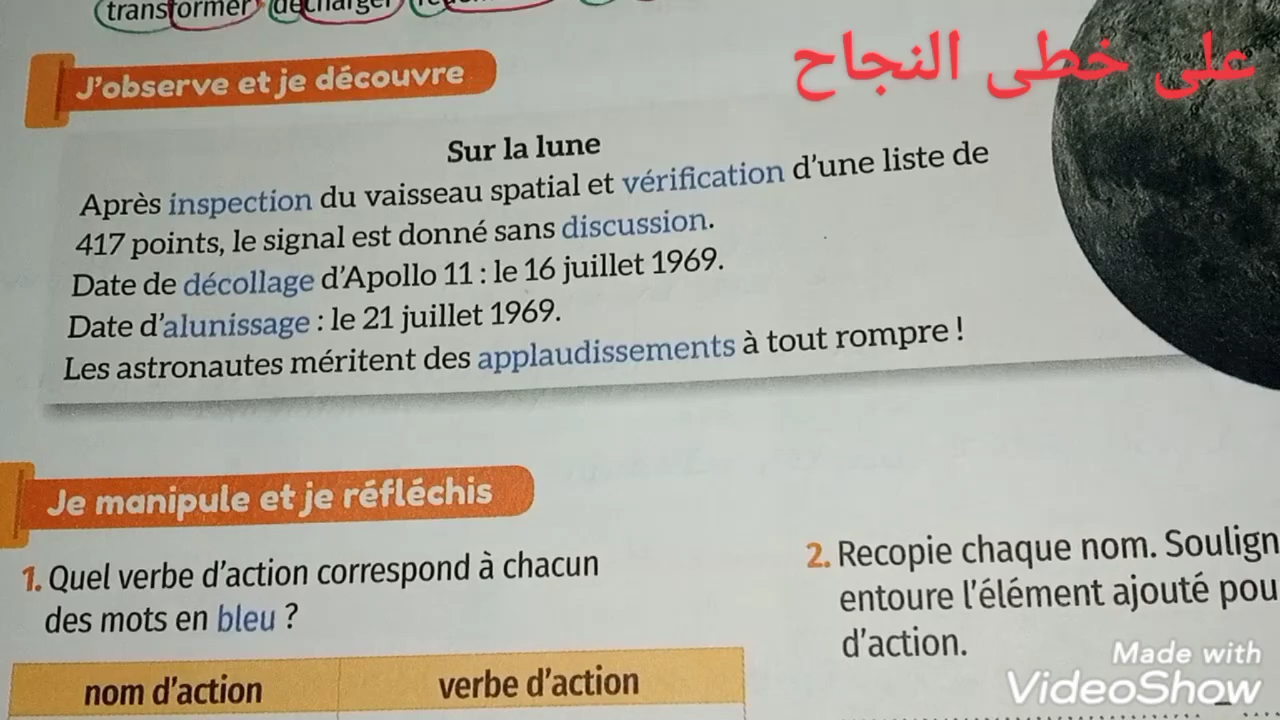 transformer décharger
J'observe et je découvre
على خطى النجاح
Sur la lune
Après inspection du vaisseau spatial et vérification d'une liste de
417 points, le signal est donné sans discussion.
Date de décollage d'Apollo 11 : le 16 juillet 1969.
Date d'alunissage : le 21 juillet 1969.
Les astronautes méritent des applaudissements à tout rompre !
Je manipule et je réfléchis
1. Quel verbe d'action correspond à chacun
des mots en bleu ?
nom d'action verbe d'action
2. Recopie chaque nom. Soulign
entoure l'élément ajouté pou
d'action.
Made with
VideoShow